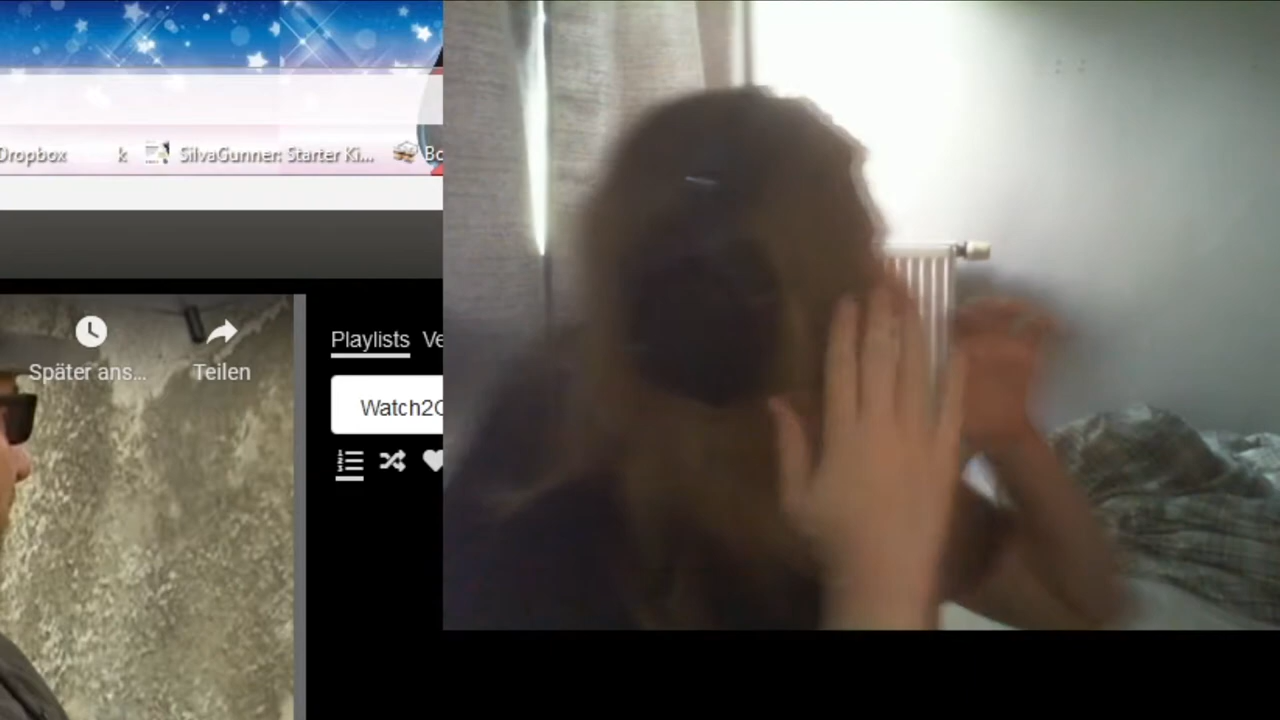 Dropbox k SilvaGunner: Starter Ki... Bo
Später ans... Teilen
Playlists Ve
Watch2G